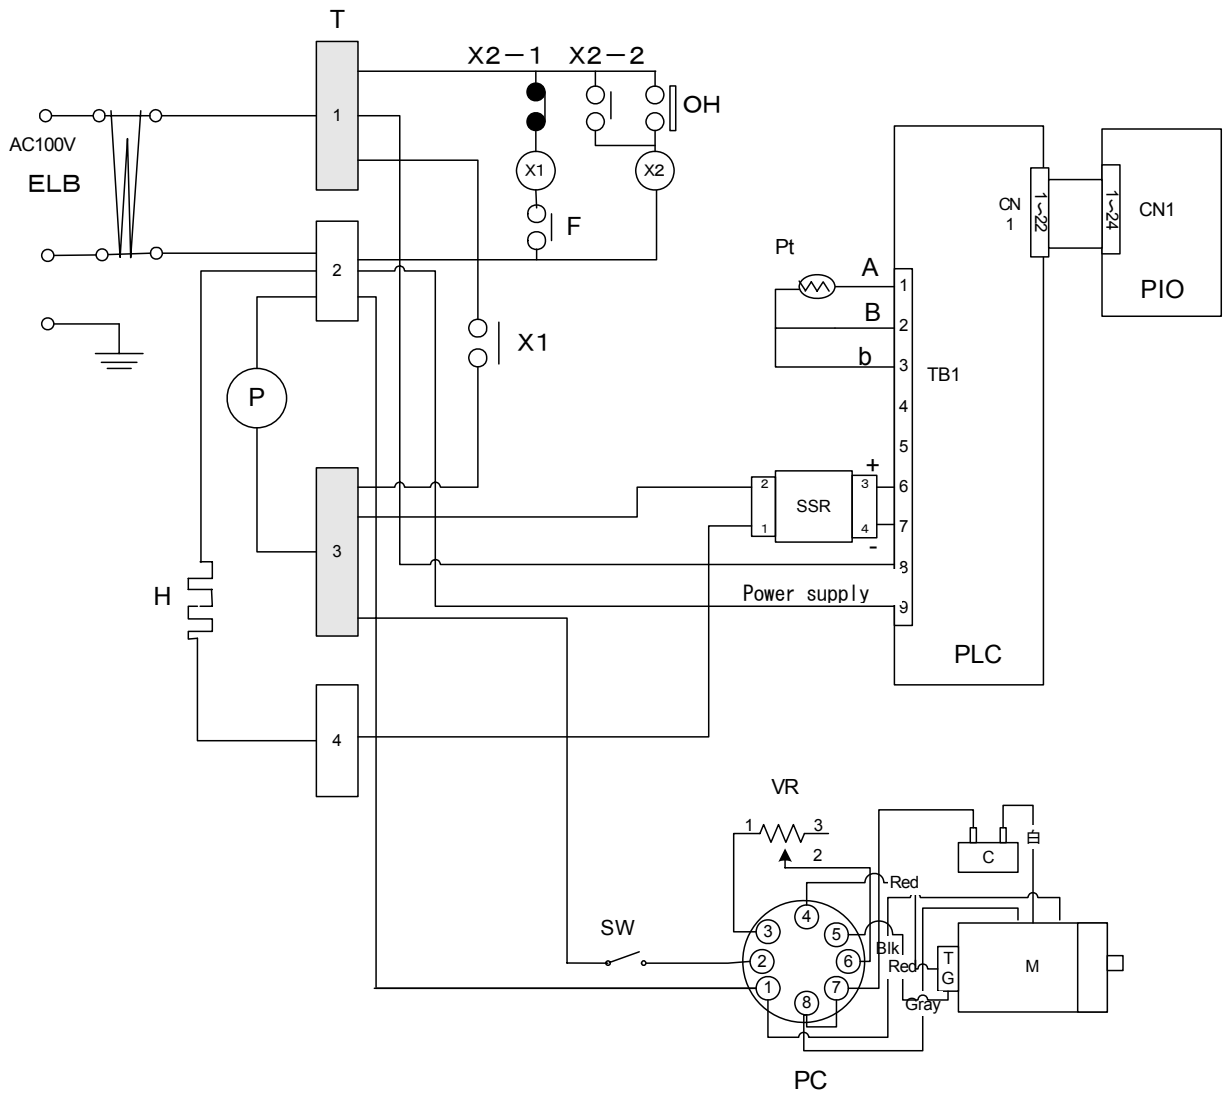 T
X2-1 X2-2
OH
1
AC100V
ELB
X1 X2
F
2
CN1
1~22
1~24
CN1
PIO
Pt
A
B
b
1
2
3
4
5
6
7
8
9
TB1
X1
P
+
2
1
SSR
3
4
-
3
H
Power supply
PLC
4
VR
1 3
2
C
白
Red
4
3
5
SW
2
6
Blk
Red
T
G
M
1
8
7
Gray
PC